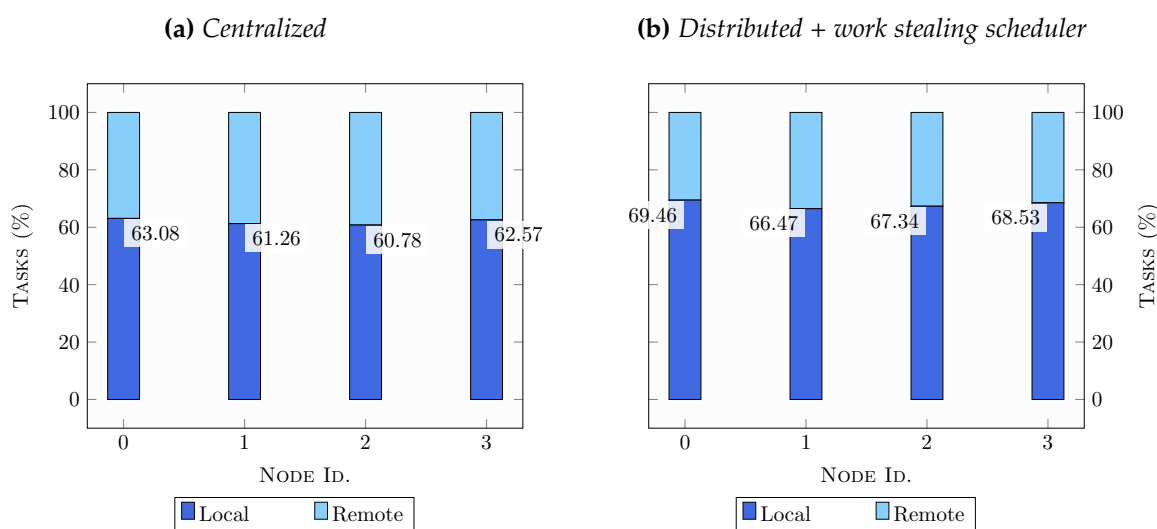 (a) Centralized
100
80
60
40
20
0
TASKS (%)
63.08
61.26
60.78
62.57
0 1 2 3
NODE ID.
Local Remote
(b) Distributed + work stealing scheduler
69.46
66.47
67.34
68.53
100
80
60
40
20
0
TASKS (%)
0 1 2 3
NODE ID.
Local Remote